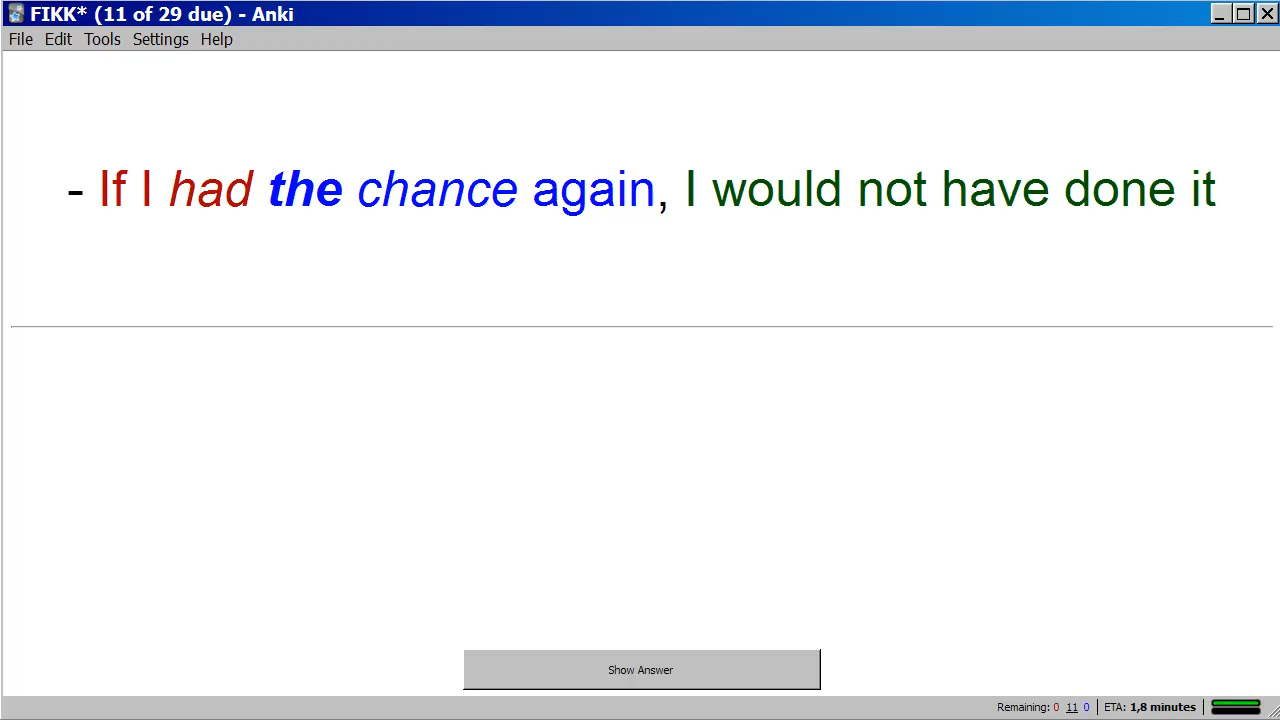 FIKK* (11 of 29 due) - Anki
File Edit Tools Settings Help
- If I had the chance again, I would not have done it
Show Answer
Remaining: 0 11 0 ETA: 1,8 minutes